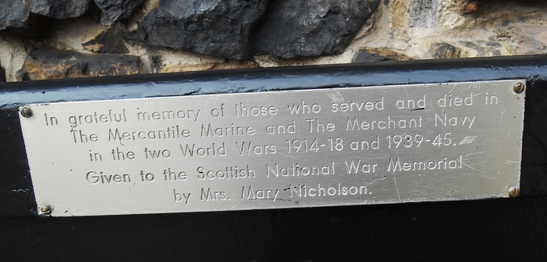 In grateful memory of those who served and died in
The Mercantile Marine and The Merchant Navy
in the two World Wars 1914-18 and 1939-45.
Given to the Scottish National War Memorial
by Mrs. Mary Nicholson.